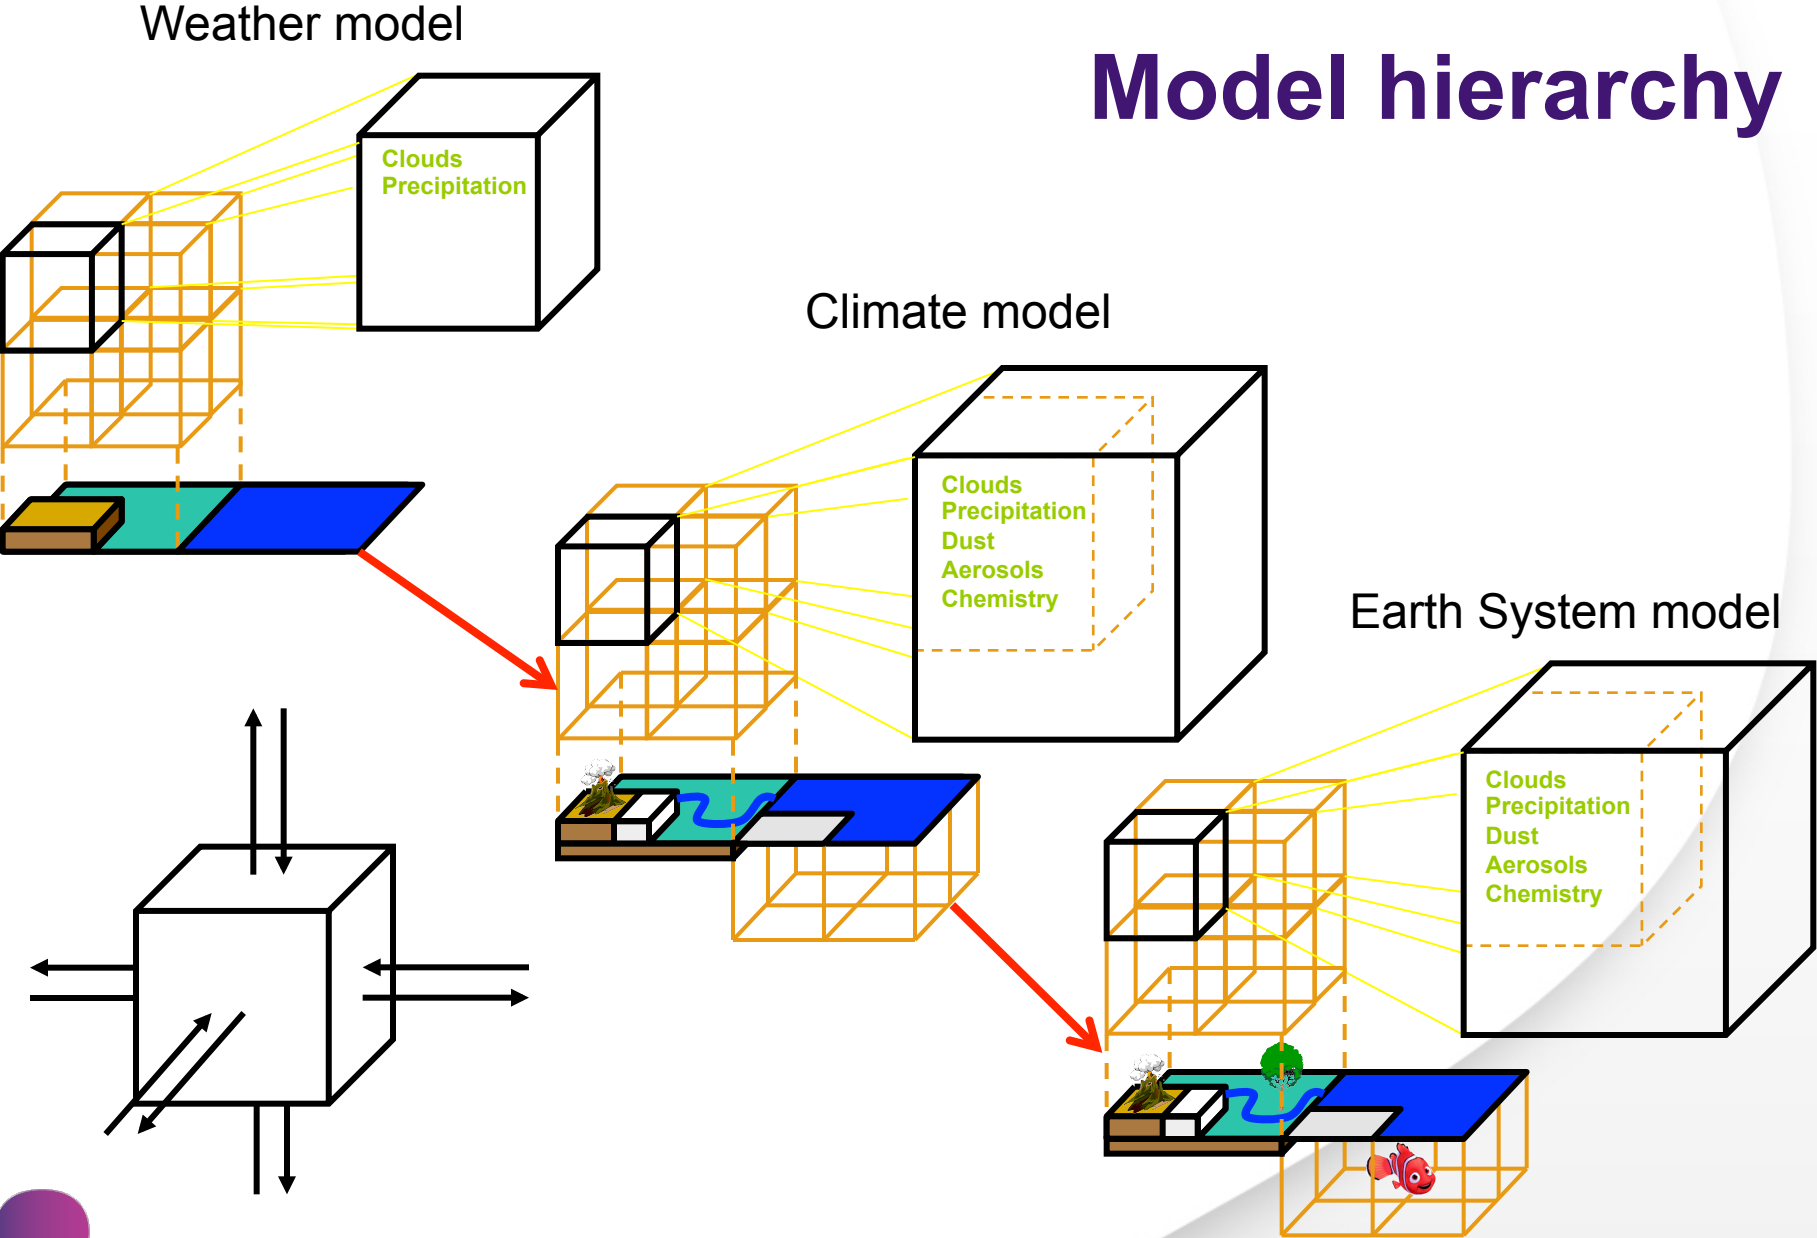 Weather model
Model hierarchy
Clouds
Precipitation
Climate model
Clouds
Precipitation
Dust
Aerosols
Chemistry
Earth System model
Clouds
Precipitation
Dust
Aerosols
Chemistry